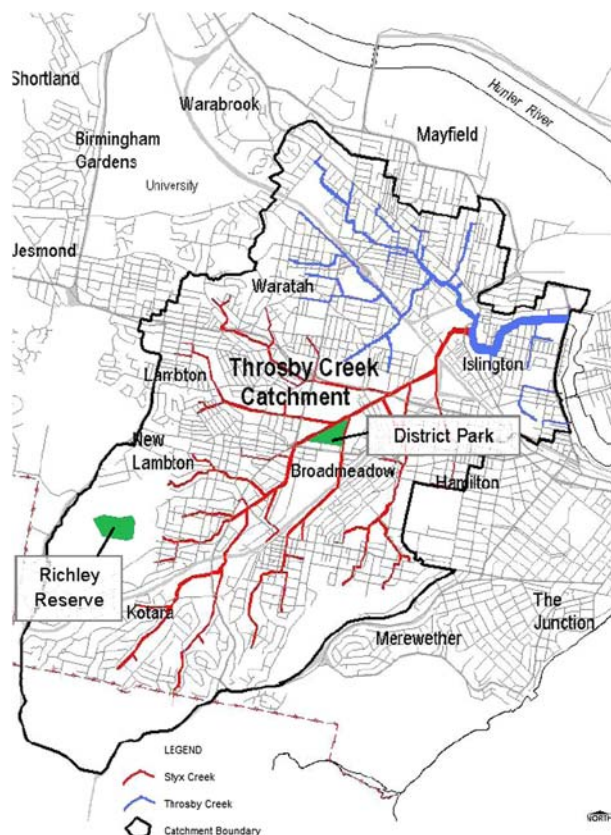 Shortland
Warabrook
Hunter River
Mayfield
Birmingham
Gardens
University
Jesmond
Waratah
Islington
Throsby Creek
Catchment
Lambton
District Park
New
Lambton
Broadmeadow
Hamilton
Richley
Reserve
Kotara
The
Junction
Merewether
LEGEND
Styx Creek
Throsby Creek
Catchment Boundary
NORTH